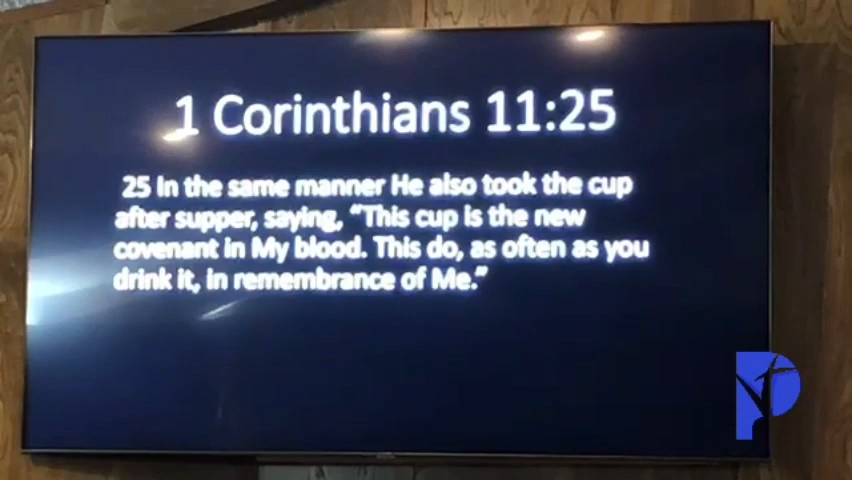 1 Corinthians 11:25
25 In the same manner He also took the cup
after supper, saying, “This cup is the new
covenant in My blood. This do, as often as you
drink it, in remembrance of Me.”